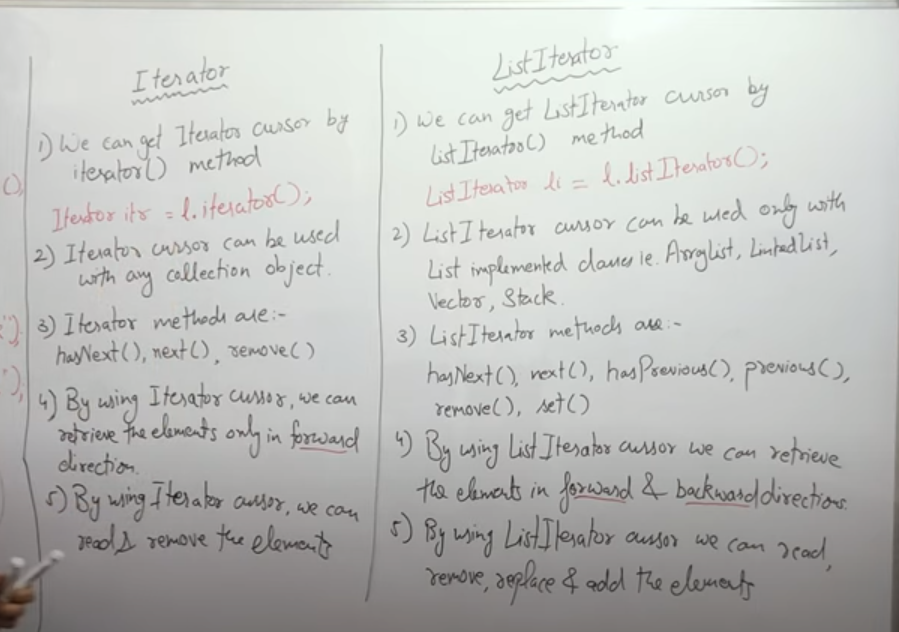 Iterator
1) We can get Iterator cursor by
iterator() method
Iterator itr = l.iterator();
2) Iterator cursor can be used
with any collection object.
3) Iterator methods are:-
hasNext(), next(), remove()
4) By using Iterator cursor, we can
retrieve the elements only in forward
direction.
5) By using Iterator cursor, we can
read & remove the elements
ListIterator
1) We can get ListIterator cursor by
ListIterator() method
ListIterator li = l.listIterator();
2) ListIterator cursor can be used only with
List implemented classes ie. ArrayList, LinkedList,
Vector, Stack.
3) ListIterator methods are:-
hasNext(), next(), hasPrevious(), previous(),
remove(), set()
4) By using ListIterator cursor we can retrieve
the elements in forward & backward directions.
5) By using ListIterator cursor we can read,
remove, replace & add the elements